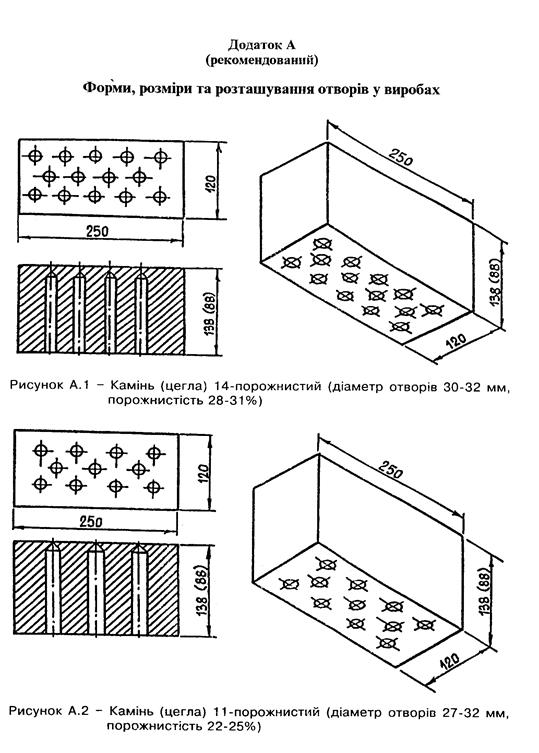 Додаток А
(рекомендований)
Форми, розміри та розташування отворів у виробах
120
250
138 (88)
250
138 (88)
120
Рисунок А.1 – Камінь (цегла) 14-порожнистий (діаметр отворів 30-32 мм,
порожнистість 28-31%)
120
250
138 (88)
250
138 (88)
120
Рисунок А.2 – Камінь (цегла) 11-порожнистий (діаметр отворів 27-32 мм,
порожнистість 22-25%)